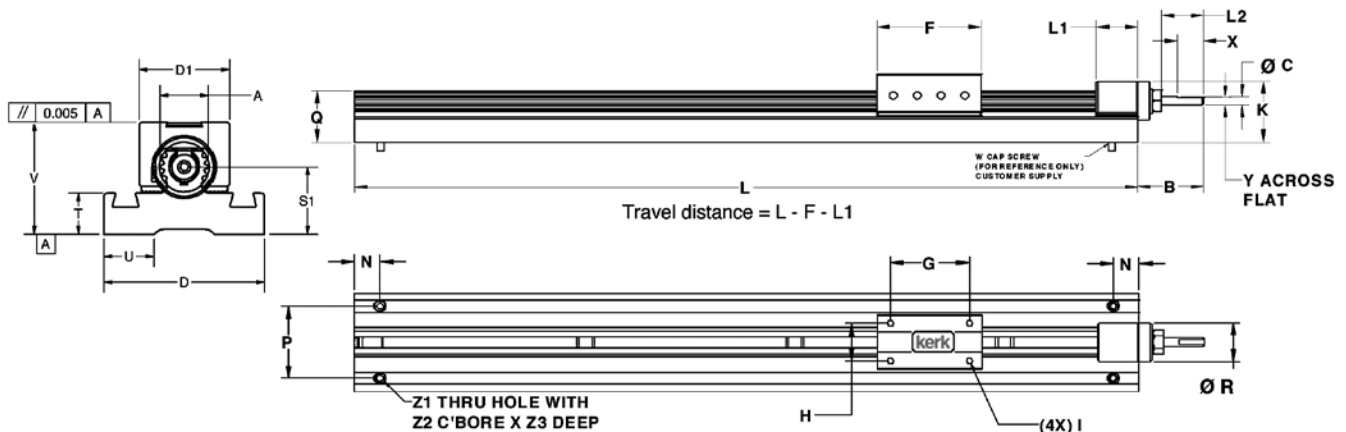 D1
A
// 0.005 A
V
T
S1
A
U
D
F
L1
L2
X
Ø C
Q
K
W CAP SCREW
(FOR REFERENCE ONLY)
CUSTOMER SUPPLY
L
B
Y ACROSS
FLAT
Travel distance = L - F - L1
N
G
N
P
kerk
Ø R
H
Z1 THRU HOLE WITH
Z2 C'BORE X Z3 DEEP
(4X) I